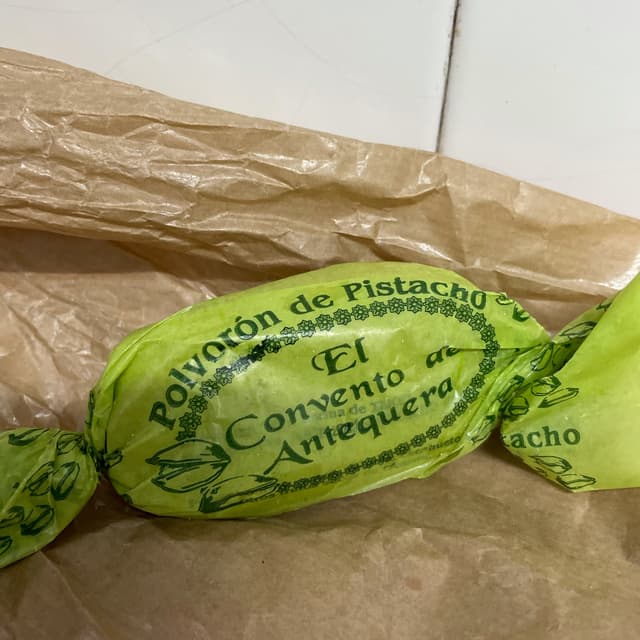 Polvorón de Pistacho
El
Convento de
Antequera
tacho